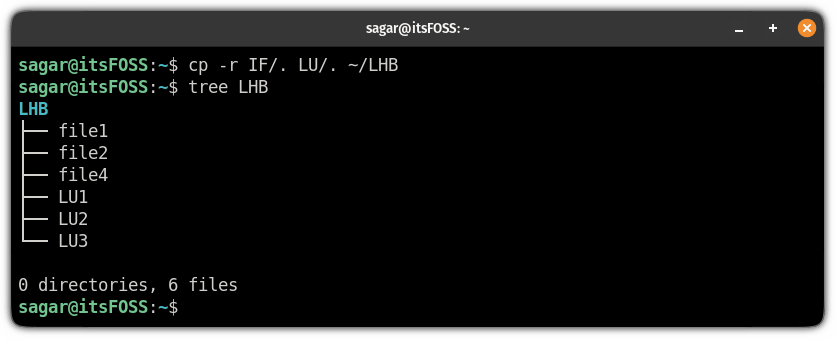 sagar@itsFOSS: ~
sagar@itsFOSS:~$ cp -r IF/. LU/. ~/LHB
sagar@itsFOSS:~$ tree LHB
LHB
├── file1
├── file2
├── file4
├── LU1
├── LU2
└── LU3
0 directories, 6 files
sagar@itsFOSS:~$